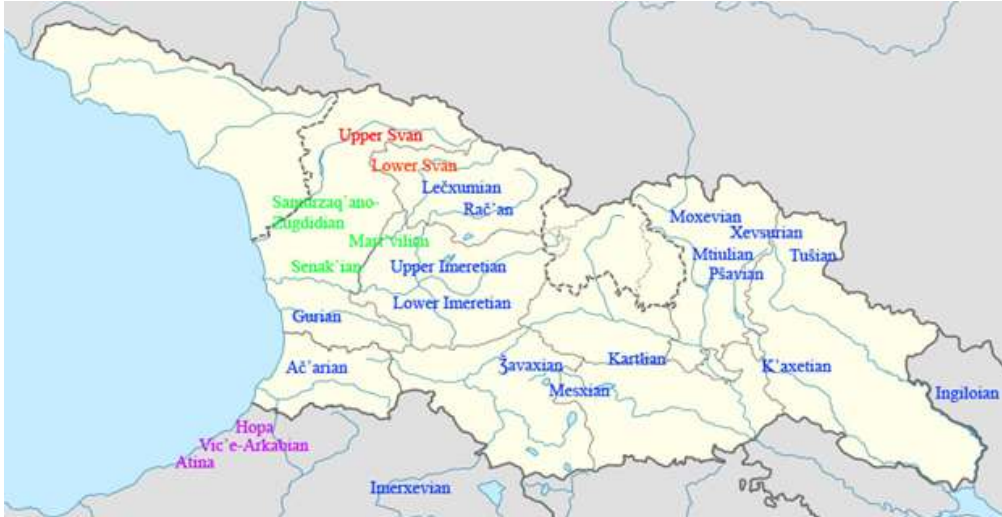 Upper Svan
Lower Svan
Lečxumian
Rač’an
Samurzaq’ano-
Zugdidian
Mart’vilian
Senak’ian
Upper Imeretian
Lower Imeretian
Gurian
Ač’arian
Moxevian
Xevsurian
Mtiulian
Pšavian
Tušian
Ǯavaxian
Mesxian
Kartlian
K’axetian
Ingiloian
Hopa
Vic’e-Arkabian
Atina
Imerxevian